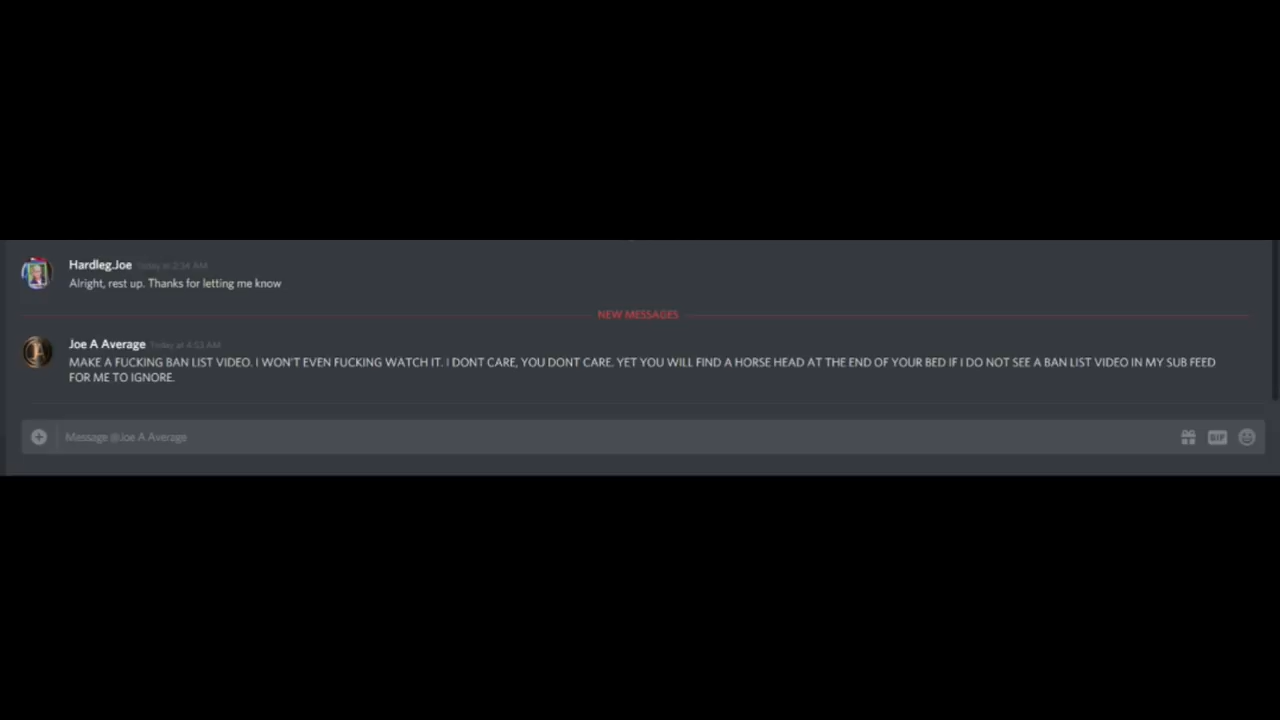 Hardleg.Joe Today at 2:34 AM
Alright, rest up. Thanks for letting me know
NEW MESSAGES
Joe A Average Today at 4:53 AM
MAKE A FUCKING BAN LIST VIDEO. I WON'T EVEN FUCKING WATCH IT. I DONT CARE, YOU DONT CARE. YET YOU WILL FIND A HORSE HEAD AT THE END OF YOUR BED IF I DO NOT SEE A BAN LIST VIDEO IN MY SUB FEED
FOR ME TO IGNORE.
Message @Joe A Average
GIF